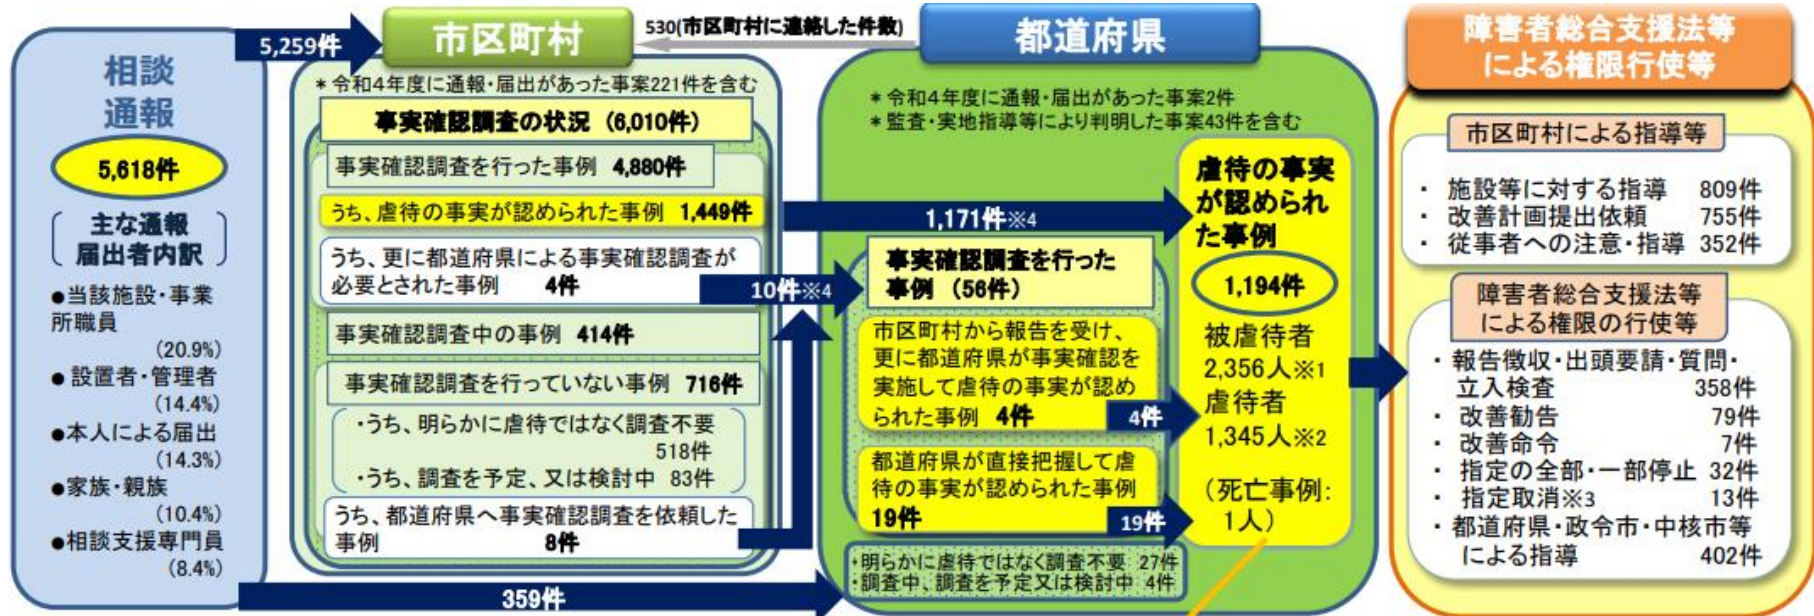 相談
通報
5,618件
主な通報
届出者内訳
●当該施設・事業
所職員
(20.9%)
●設置者・管理者
(14.4%)
●本人による届出
(14.3%)
●家族・親族
(10.4%)
●相談支援専門員
(8.4%)
5,259件
359件
市区町村
530(市区町村に連絡した件数)
*令和4年度に通報・届出があった事案221件を含む
事実確認調査の状況 (6,010件)
事実確認調査を行った事例 4,880件
うち、虐待の事実が認められた事例 1,449件
うち、更に都道府県による事実確認調査が
必要とされた事例 4件
事実確認調査中の事例 414件
事実確認調査を行っていない事例 716件
・うち、明らかに虐待ではなく調査不要
518件
・うち、調査を予定、又は検討中 83件
うち、都道府県へ事実確認調査を依頼した
事例 8件
10件※4
1,171件※4
都道府県
*令和4年度に通報・届出があった事案2件
*監査・実地指導等により判明した事案43件を含む
事実確認調査を行った
事例 (56件)
市区町村から報告を受け、
更に都道府県が事実確認を
実施して虐待の事実が認め
られた事例 4件
4件
都道府県が直接把握して虐
待の事実が認められた事例
19件
19件
・明らかに虐待ではなく調査不要 27件
・調査中、調査を予定又は検討中 4件
虐待の事実
が認められ
た事例
1,194件
被虐待者
2,356人※1
虐待者
1,345人※2
(死亡事例:
1人)
障害者総合支援法等
による権限行使等
市区町村による指導等
・ 施設等に対する指導 809件
・ 改善計画提出依頼 755件
・ 従事者への注意・指導 352件
障害者総合支援法等
による権限の行使等
・報告徴収・出頭要請・質問・
立入検査 358件
・ 改善勧告 79件
・ 改善命令 7件
・ 指定の全部・一部停止 32件
・ 指定取消※3 13件
・都道府県・政令市・中核市等
による指導 402件